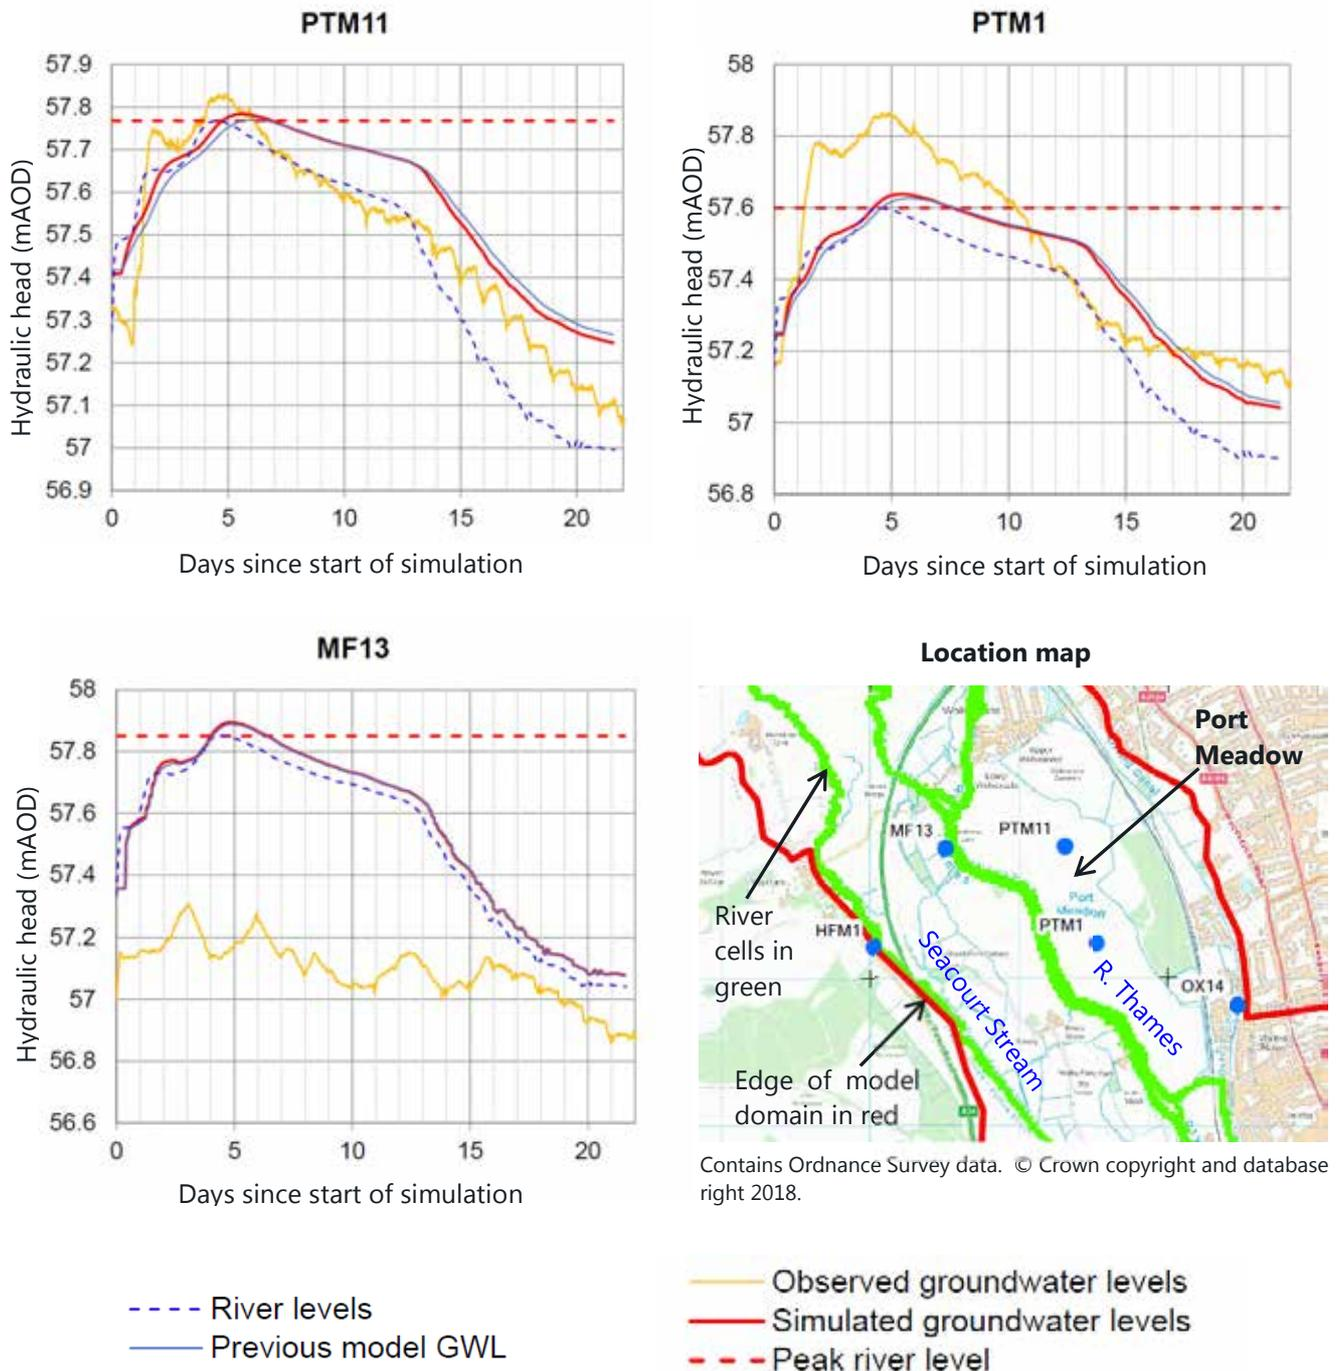 PTM11
57.9
57.8
57.7
57.6
57.5
57.4
57.3
57.2
57.1
57
56.9
Hydraulic head (mAOD)
0 5 10 15 20
Days since start of simulation
PTM1
58
57.8
57.6
57.4
57.2
57
56.8
Hydraulic head (mAOD)
0 5 10 15 20
Days since start of simulation
MF13
58
57.8
57.6
57.4
57.2
57
56.8
56.6
Hydraulic head (mAOD)
0 5 10 15 20
Days since start of simulation
Location map
Port
Meadow
MF13
PTM11
Port
Meadow
PTM1
River
cells in
green
HFM1
Seacourt Stream
R. Thames
OX14
Edge of model
domain in red
Contains Ordnance Survey data. © Crown copyright and database
right 2018.
River levels
Previous model GWL
Observed groundwater levels
Simulated groundwater levels
Peak river level